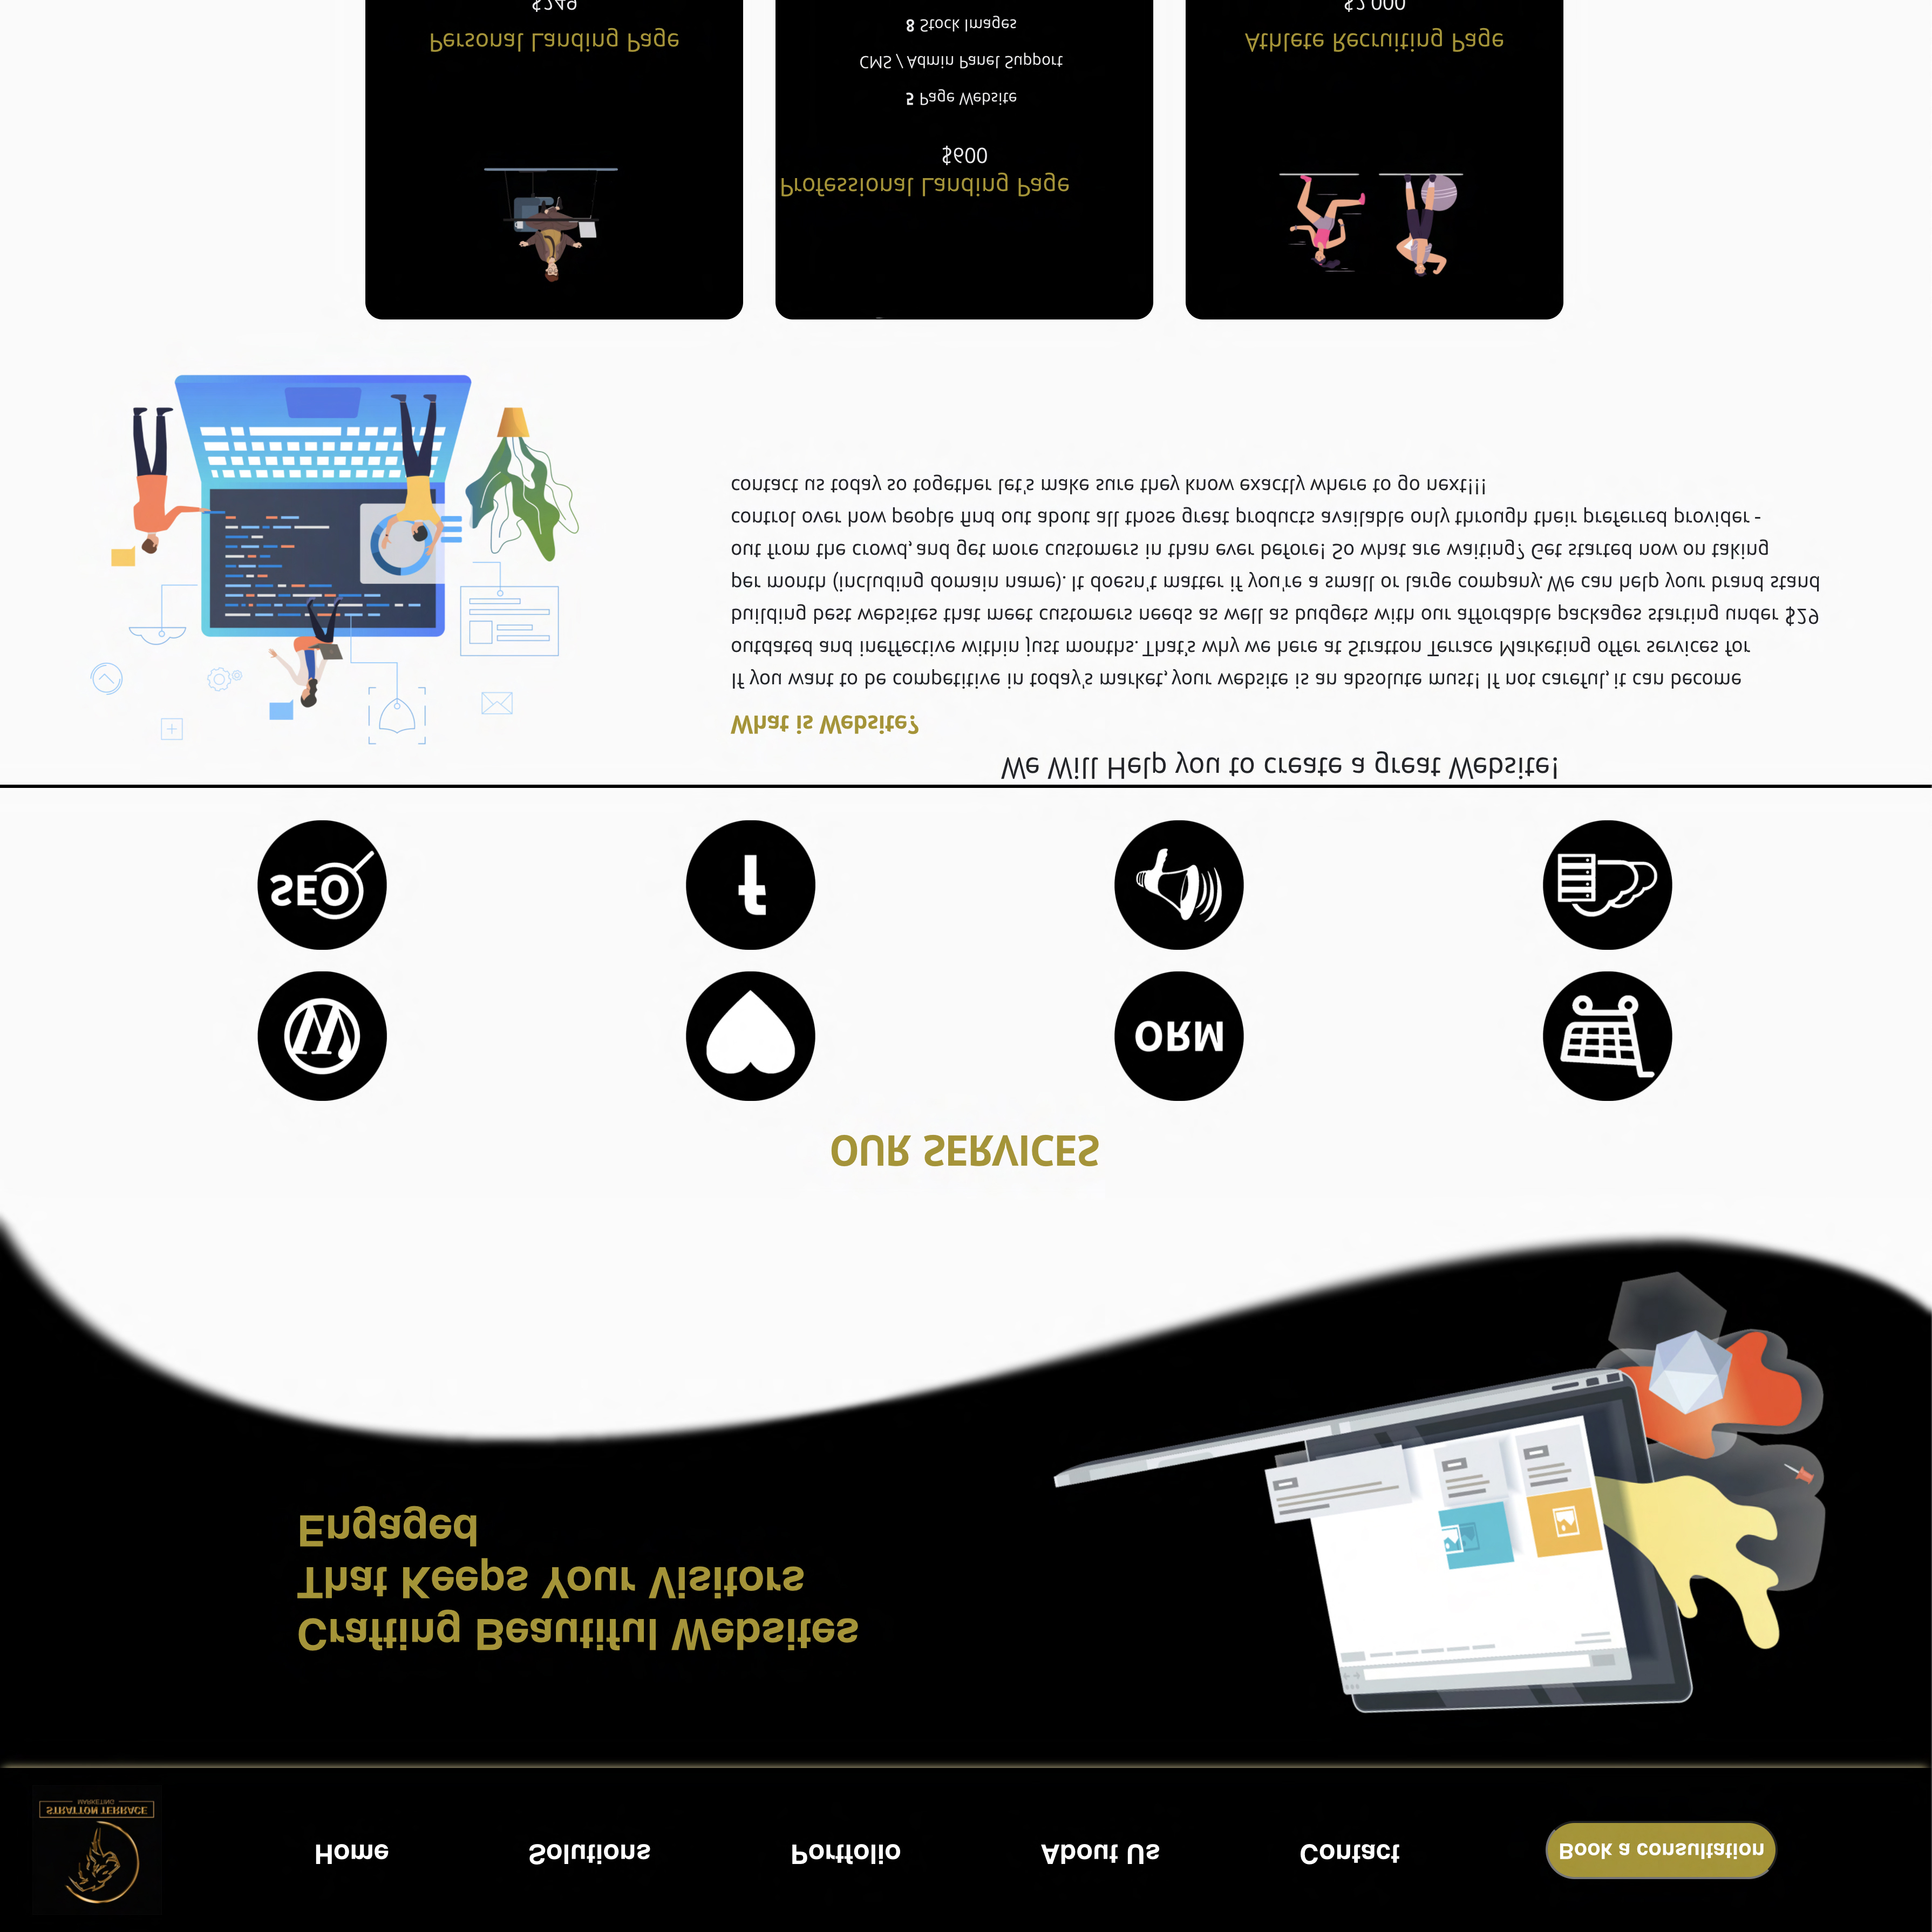 STRATTON TERRACE
MARKETING
Home
Solutions
Portfolio
About Us
Contact
Book a consultation
Crafting Beautiful Websites
That Keeps Your Visitors
Engaged
OUR SERVICES
ORM
SEO
We Will Help you to create a great Website!
What is Website?
If you want to be competitive in today's market, your website is an absolute must! If not careful, it can become
outdated and ineffective within just months. That's why we here at Stratton Terrace Marketing offer services for
building best websites that meet customers needs as well as budgets with our affordable packages starting under $29
per month (including domain name). It doesn't matter if you're a small or large company. We can help your brand stand
out from the crowd, and get more customers in than ever before! So what are waiting? Get started now on taking
control over how people find out about all those great products available only through their preferred provider -
contact us today so together let's make sure they know exactly where to go next!!!
Personal Landing Page
$249
Professional Landing Page
$600
5 Page Website
CMS / Admin Panel Support
8 Stock Images
Athlete Recruiting Page
$2,000